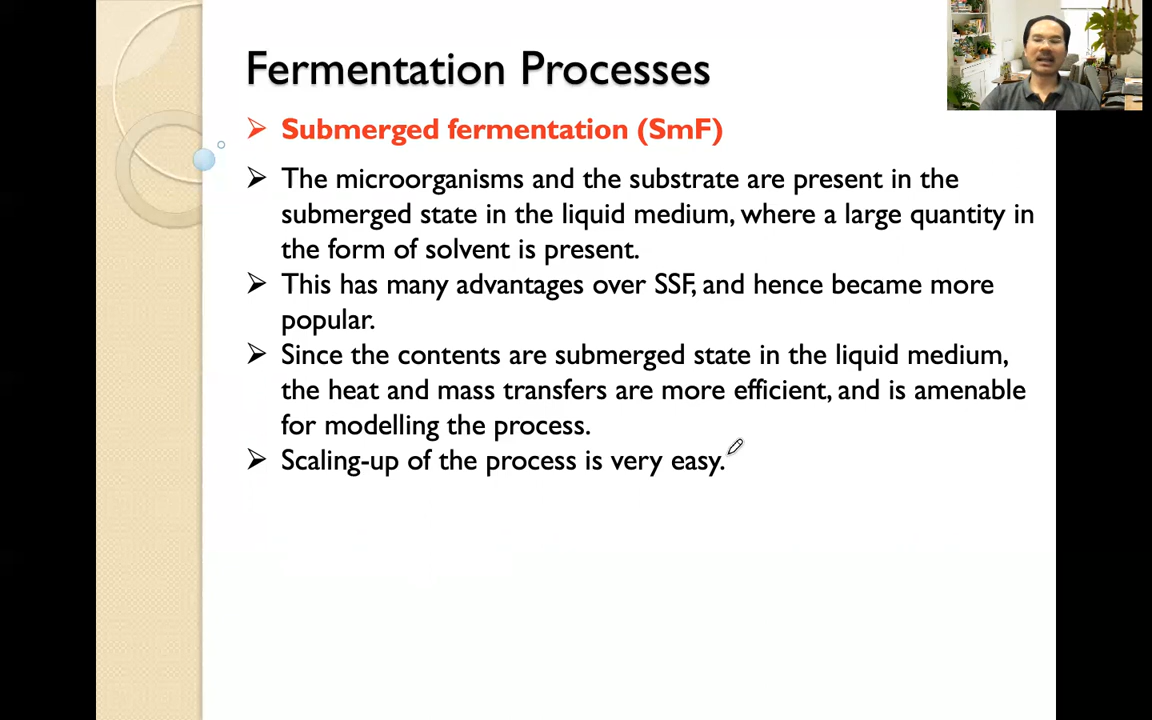 Fermentation Processes
Submerged fermentation (SmF)
The microorganisms and the substrate are present in the
submerged state in the liquid medium, where a large quantity in
the form of solvent is present.
This has many advantages over SSF, and hence became more
popular.
Since the contents are submerged state in the liquid medium,
the heat and mass transfers are more efficient, and is amenable
for modelling the process.
Scaling-up of the process is very easy.